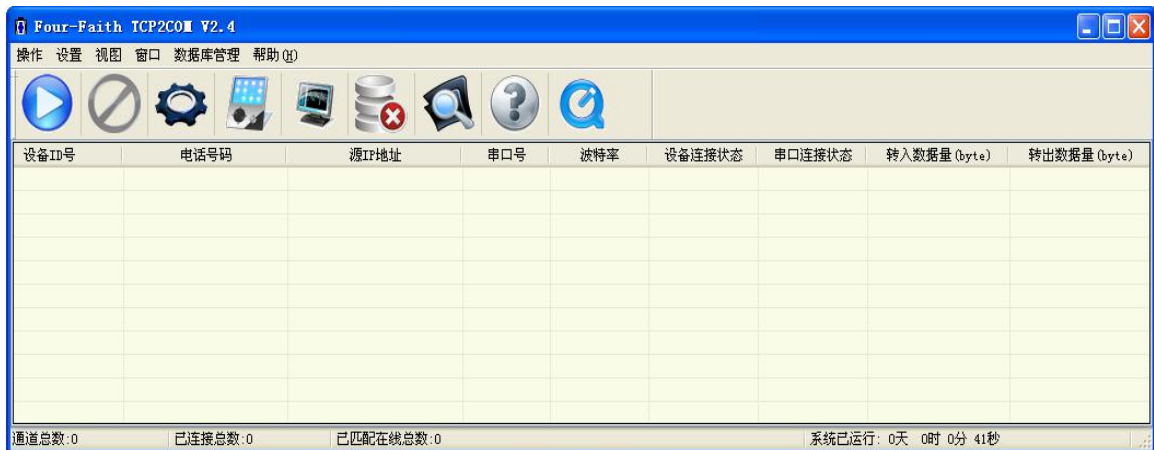 Four-Faith TCP2COM V2.4
操作 设置 视图 窗口 数据库管理 帮助(H)
设备ID号 电话号码 源IP地址 串口号 波特率 设备连接状态 串口连接状态 转入数据量(byte) 转出数据量(byte)
通道总数:0 已连接总数:0 已匹配在线总数:0 系统已运行: 0天 0时 0分 41秒